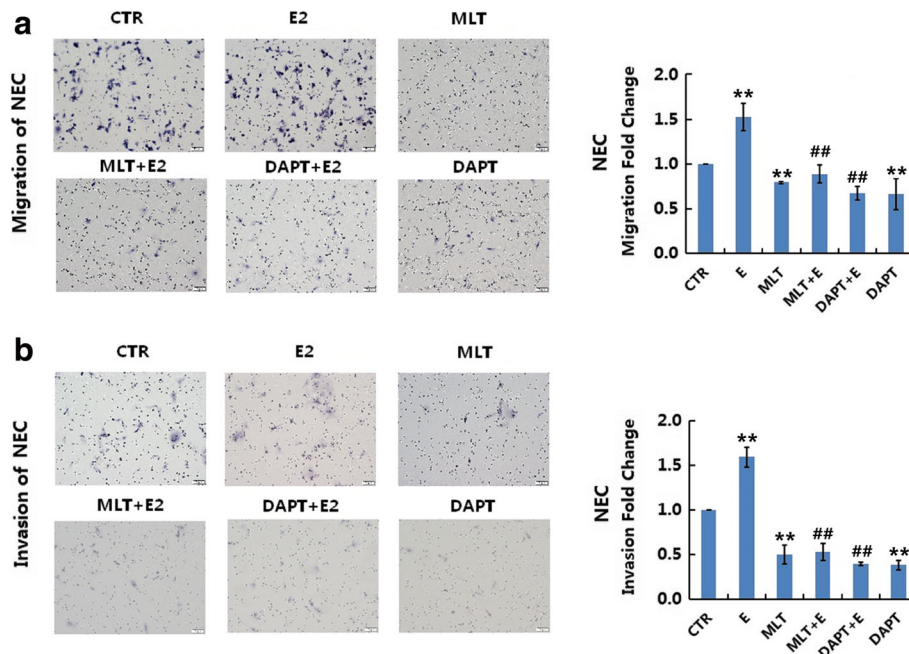 a
CTR
E2
MLT
Migration of NEC
MLT+E2
DAPT+E2
DAPT
NEC
Migration Fold Change
2.0
1.5
1.0
0.5
0.0
**
**
##
##
**
CTR
E
MLT
MLT+E
DAPT+E
DAPT
b
CTR
E2
MLT
Invasion of NEC
MLT+E2
DAPT+E2
DAPT
NEC
Invasion Fold Change
2.0
1.5
1.0
0.5
0.0
**
**
##
##
**
CTR
E
MLT
MLT+E
DAPT+E
DAPT